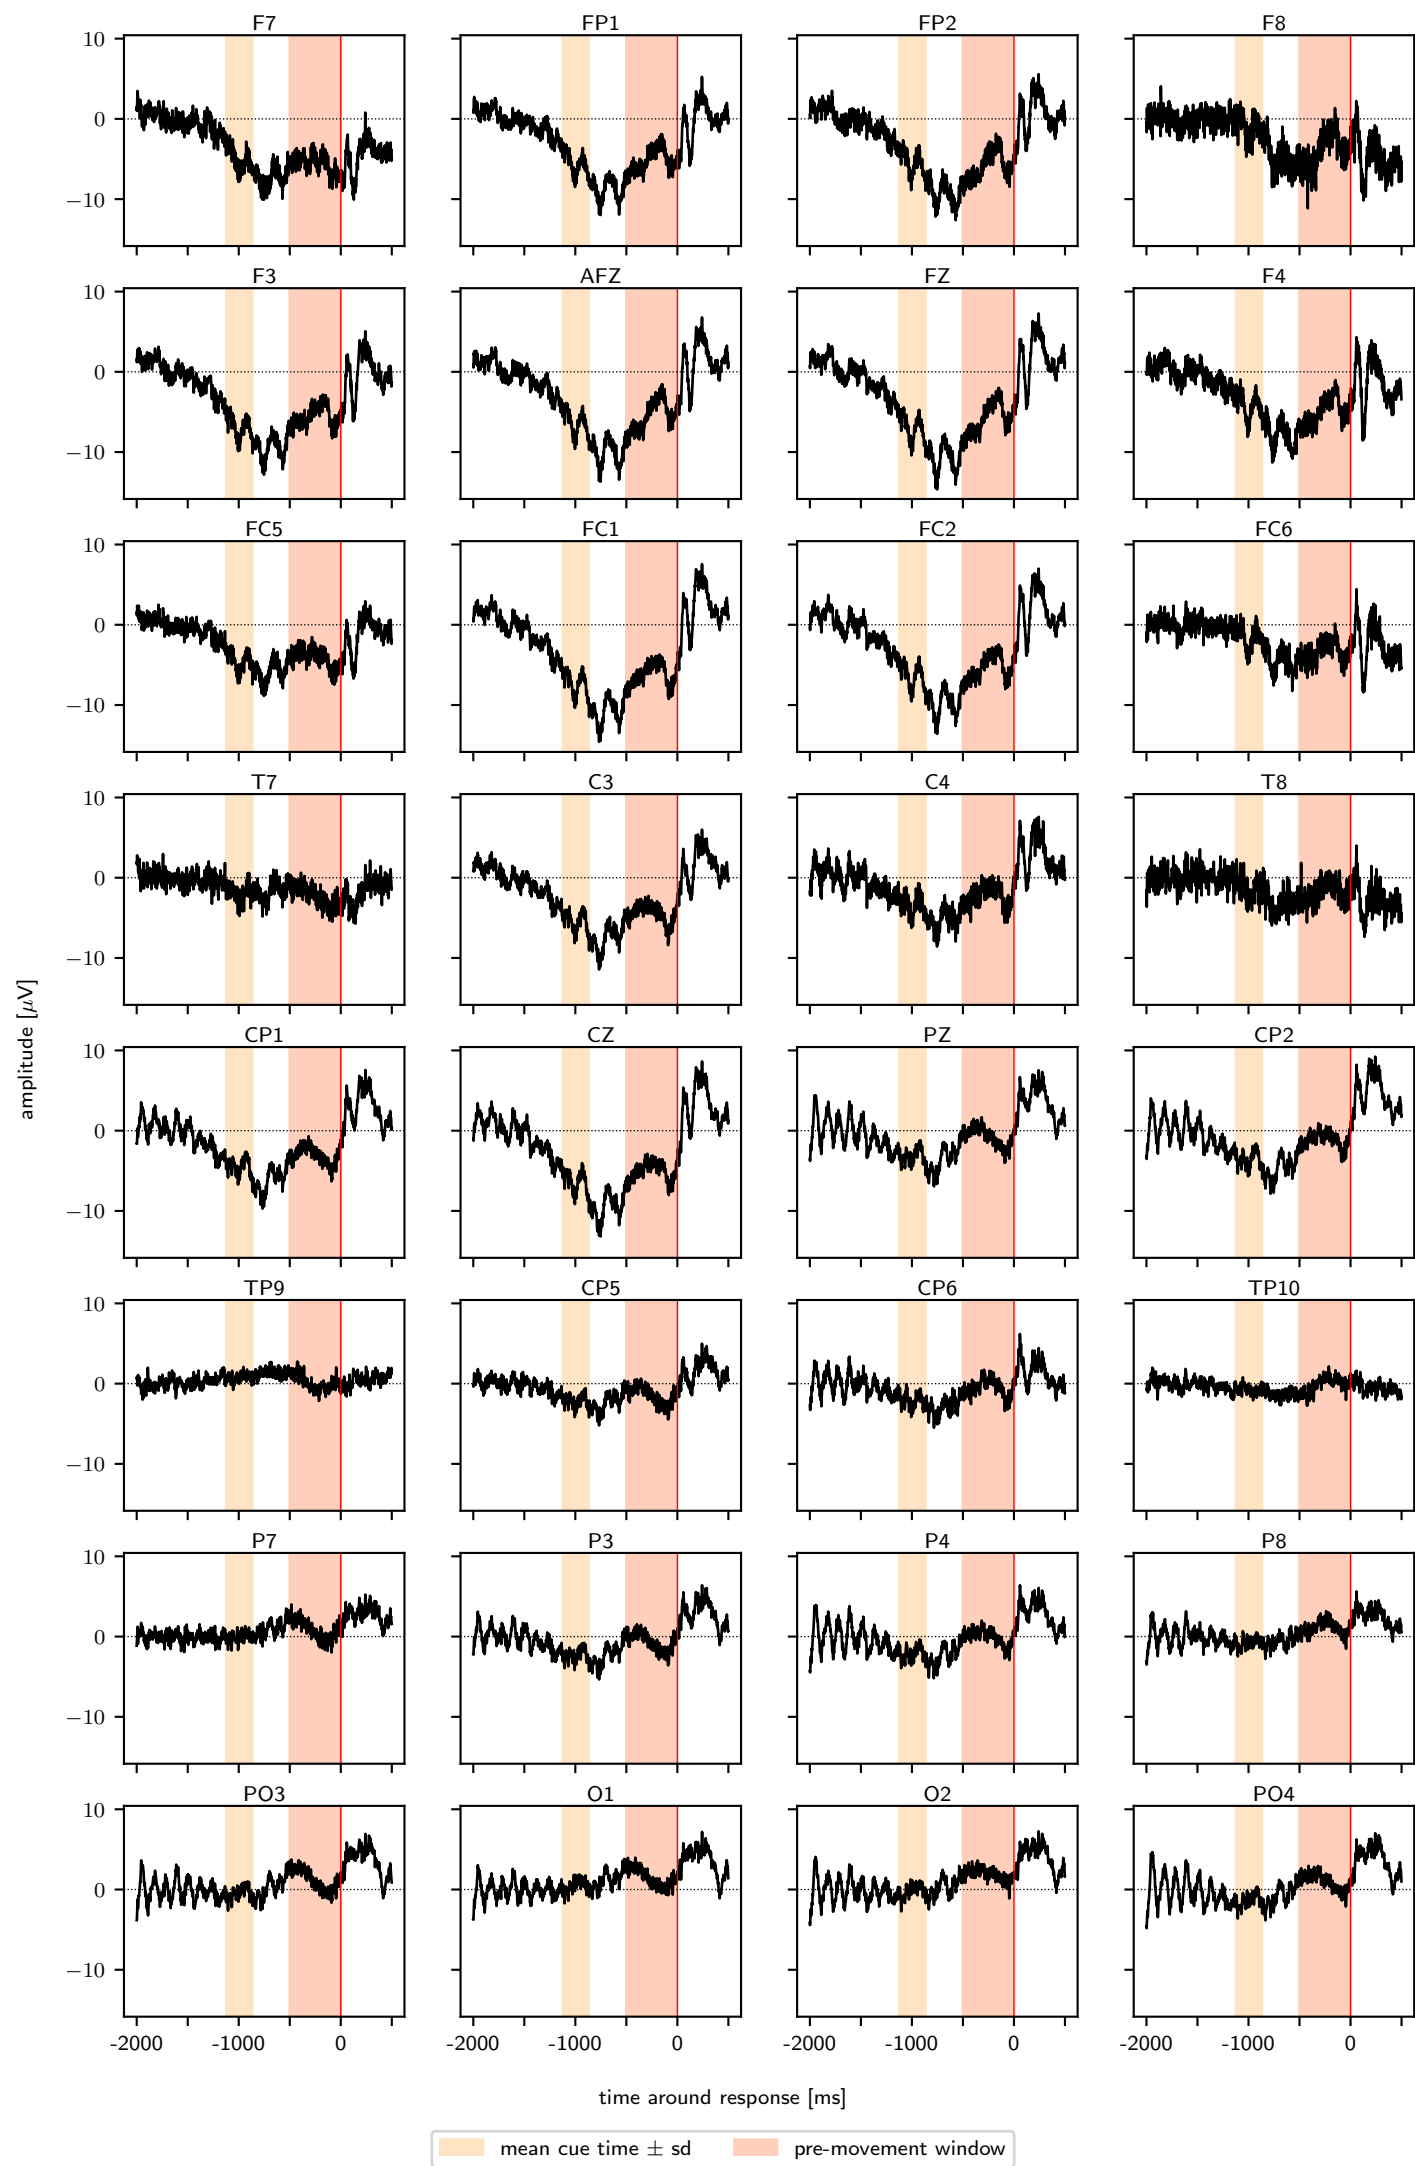 F7 FP1 FP2 F8
10
0
−10
F3 AFZ FZ F4
10
0
−10
FC5 FC1 FC2 FC6
10
0
−10
T7 C3 C4 T8
10
0
−10
CP1 CZ PZ CP2
10
0
−10
TP9 CP5 CP6 TP10
10
0
−10
P7 P3 P4 P8
10
0
−10
PO3 O1 O2 PO4
10
0
−10
-2000 -1000 0 -2000 -1000 0 -2000 -1000 0 -2000 -1000 0
amplitude [μV]
time around response [ms]
mean cue time ± sd pre-movement window